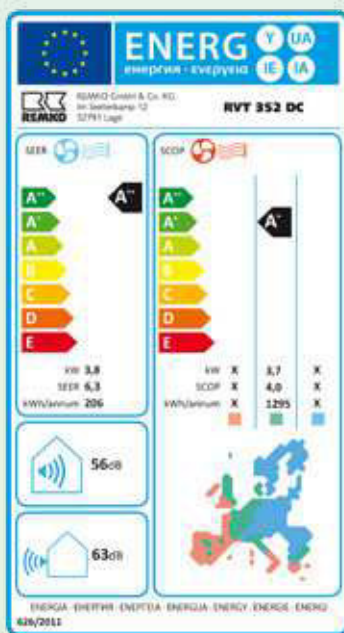 ENERG Y UA
енергия · ενεργεια IE IA
REMKO REMKO GmbH & Co. KG
Im Seelenkamp 12
32791 Lage
RVT 352 DC
SEER SCOP
A++ A++ A++
A+ A+ A+
A A
B B
C C
D D
E E
kW 3,8 kW X 3,7 X
SEER 6,3 SCOP X 4,0 X
kWh/annum 206 kWh/annum X 1295 X
56dB
63dB
ENERGIA · ЕНЕРГИЯ · ΕΝΕΡΓΕΙΑ · ENERGIJA · ENERGY · ENERGIE · ENERGI
626/2011